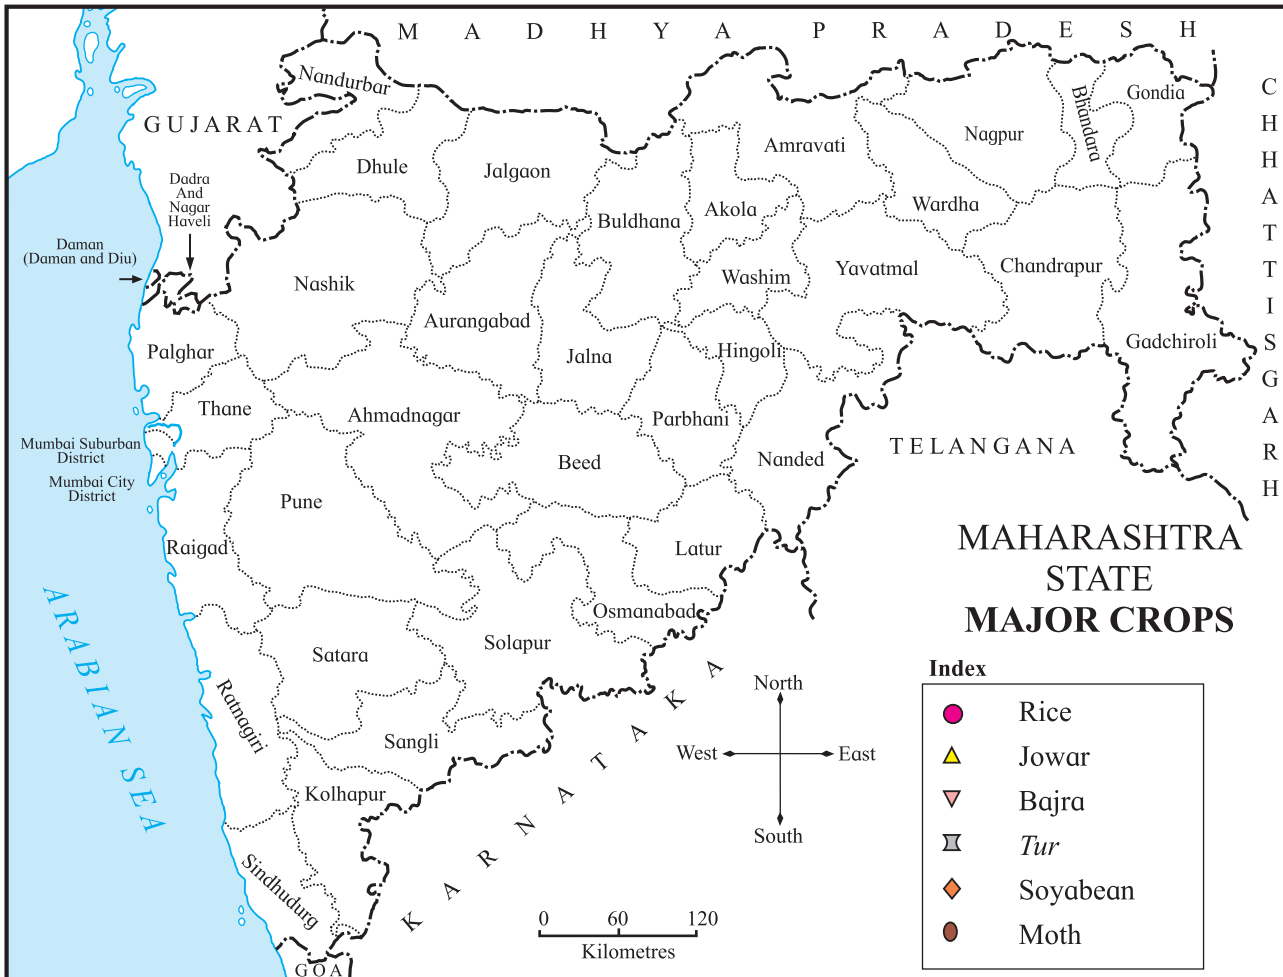 MADHYA PRADESH
Nandurbar
GUJARAT
CHHATTISGARH
Gondia
Bhandara
Nagpur
Amravati
Dhule
Jalgaon
Dadra
And
Nagar
Haveli
Buldhana
Akola
Wardha
Daman
(Daman and Diu)
Nashik
Washim
Yavatmal
Chandrapur
Aurangabad
Palghar
Jalna
Hingoli
Gadchiroli
Thane
Ahmadnagar
Parbhani
Mumbai Suburban
District
Beed
Nanded
TELANGANA
Mumbai City
District
Pune
Raigad
Latur
MAHARASHTRA
STATE
MAJOR CROPS
ARABIAN SEA
Osmanabad
Satara
Solapur
Ratnagiri
Sangli
Kolhapur
KARNATAKA
North
West
East
South
Sindhudurg
GOA
0 60 120
Kilometres
Index
Rice
Jowar
Bajra
Tur
Soyabean
Moth